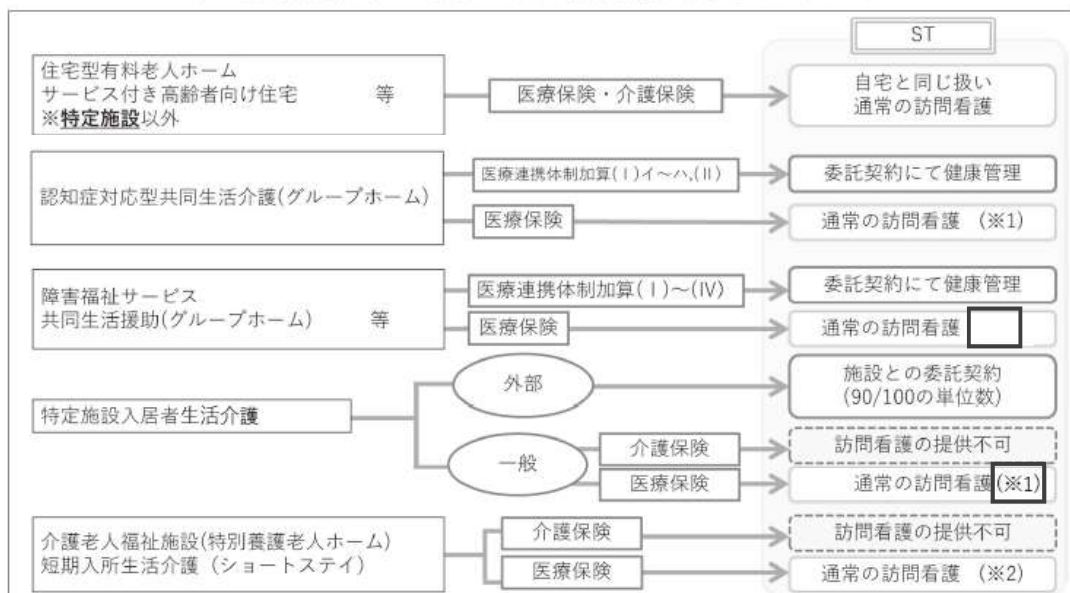 ST
住宅型有料老人ホーム
サービス付き高齢者向け住宅 等
※特定施設以外
医療保険・介護保険
自宅と同じ扱い
通常の訪問看護
認知症対応型共同生活介護(グループホーム)
医療連携体制加算(Ⅰ)イ～ハ,(Ⅱ)
委託契約にて健康管理
医療保険
通常の訪問看護 (※1)
障害福祉サービス
共同生活援助(グループホーム) 等
医療連携体制加算(Ⅰ)～(Ⅳ)
委託契約にて健康管理
医療保険
通常の訪問看護
特定施設入居者生活介護
外部
施設との委託契約
(90/100の単位数)
一般
介護保険
訪問看護の提供不可
医療保険
通常の訪問看護(※1)
介護老人福祉施設(特別養護老人ホーム)
短期入所生活介護（ショートステイ）
介護保険
訪問看護の提供不可
医療保険
通常の訪問看護 (※2)